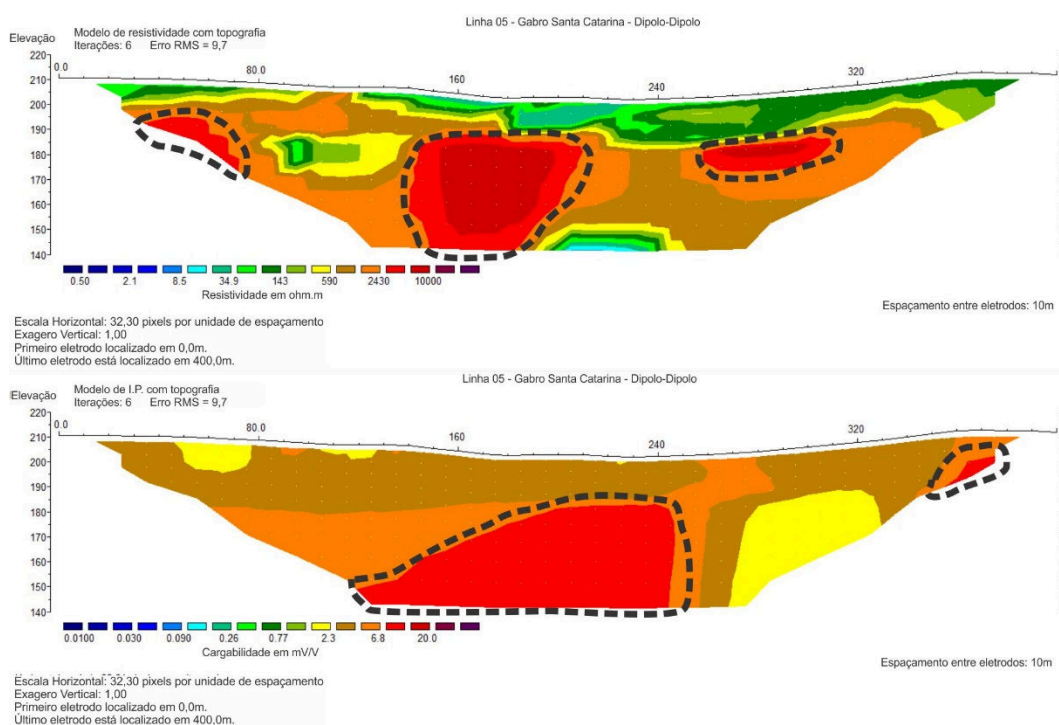 Linha 05 - Gabro Santa Catarina - Dipolo-Dipolo
Elevação
Modelo de resistividade com topografia
Iterações: 6 Erro RMS = 9,7
220
210
200
190
180
170
160
150
140
0.0
80.0
160
240
320
0.50 2.1 8.5 34.9 143 590 2430 10000
Resistividade em ohm.m
Espaçamento entre eletrodos: 10m
Escala Horizontal: 32,30 pixels por unidade de espaçamento
Exagero Vertical: 1,00
Primeiro eletrodo localizado em 0,0m.
Último eletrodo está localizado em 400,0m.
Linha 05 - Gabro Santa Catarina - Dipolo-Dipolo
Elevação
Modelo de I.P. com topografia
Iterações: 6 Erro RMS = 9,7
220
210
200
190
180
170
160
150
140
0.0
80.0
160
240
320
0.0100 0.030 0.090 0.26 0.77 2.3 6.8 20.0
Cargabilidade em mV/V
Espaçamento entre eletrodos: 10m
Escala Horizontal: 32,30 pixels por unidade de espaçamento
Exagero Vertical: 1,00
Primeiro eletrodo localizado em 0,0m.
Último eletrodo está localizado em 400,0m.